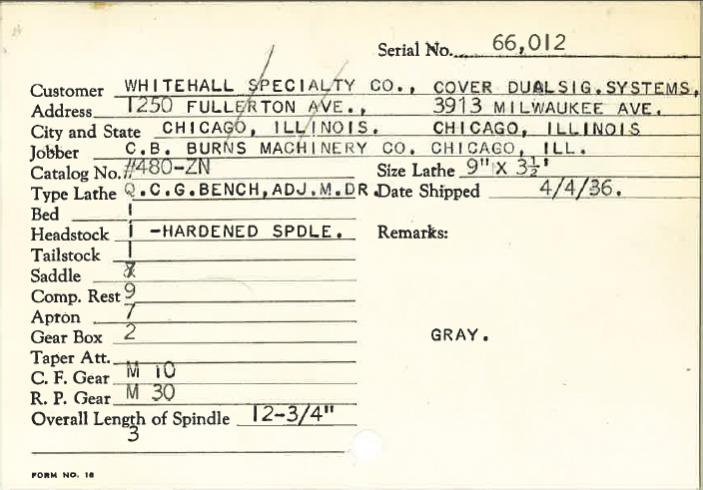 Serial No. 66,012
Customer WHITEHALL SPECIALTY CO., COVER DUALSIG.SYSTEMS,
Address 1250 FULLERTON AVE., 3913 MILWAUKEE AVE.
City and State CHICAGO, ILLINOIS. CHICAGO, ILLINOIS
Jobber C.B. BURNS MACHINERY CO. CHICAGO, ILL.
Catalog No. #480-ZN Size Lathe 9" X 3½'
Type Lathe Q.C.G.BENCH,ADJ.M.DR. Date Shipped 4/4/36.
Bed 1
Headstock 1 -HARDENED SPDLE. Remarks:
Tailstock 1
Saddle
Comp. Rest 9
Apron 7
Gear Box 2 GRAY.
Taper Att.
C. F. Gear M 10
R. P. Gear M 30
Overall Length of Spindle 12-3/4"
3
FORM NO. 18